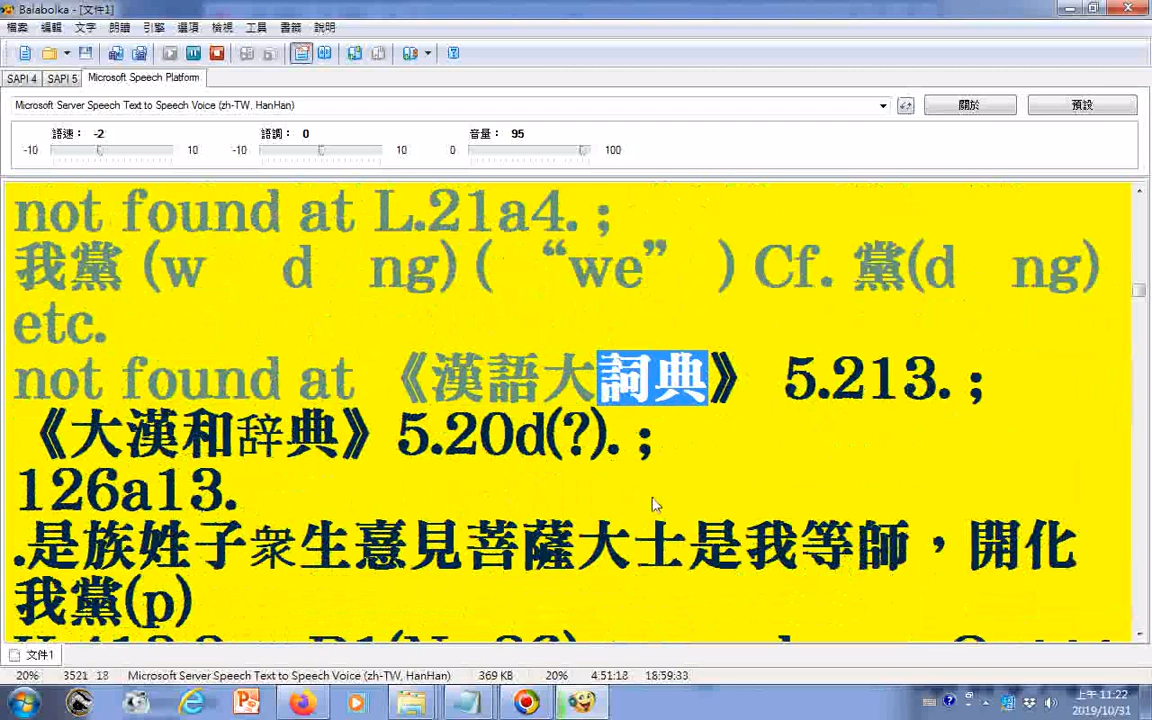 Balabolka - [文件1]
檔案 編輯 文字 朗讀 引擎 選項 檢視 工具 書籤 說明
SAPI 4 SAPI 5 Microsoft Speech Platform
Microsoft Server Speech Text to Speech Voice (zh-TW, HanHan) 關於 預設
語速： -2 語調： 0 音量： 95
-10 10 -10 10 0 100
not found at L.21a4. ;
我黨 (w d ng) ( “we” ) Cf. 黨(d ng)
etc.
not found at 《漢語大詞典》 5.213. ;
《大漢和辞典》 5.20d(?). ;
126a13.
.是族姓子衆生憙見菩薩大士是我等師，開化
我黨(p)
文件1
20% 3521 18 Microsoft Server Speech Text to Speech Voice (zh-TW, HanHan) 369 KB 20% 4:51:18 18:59:33
上午 11:22
2019/10/31